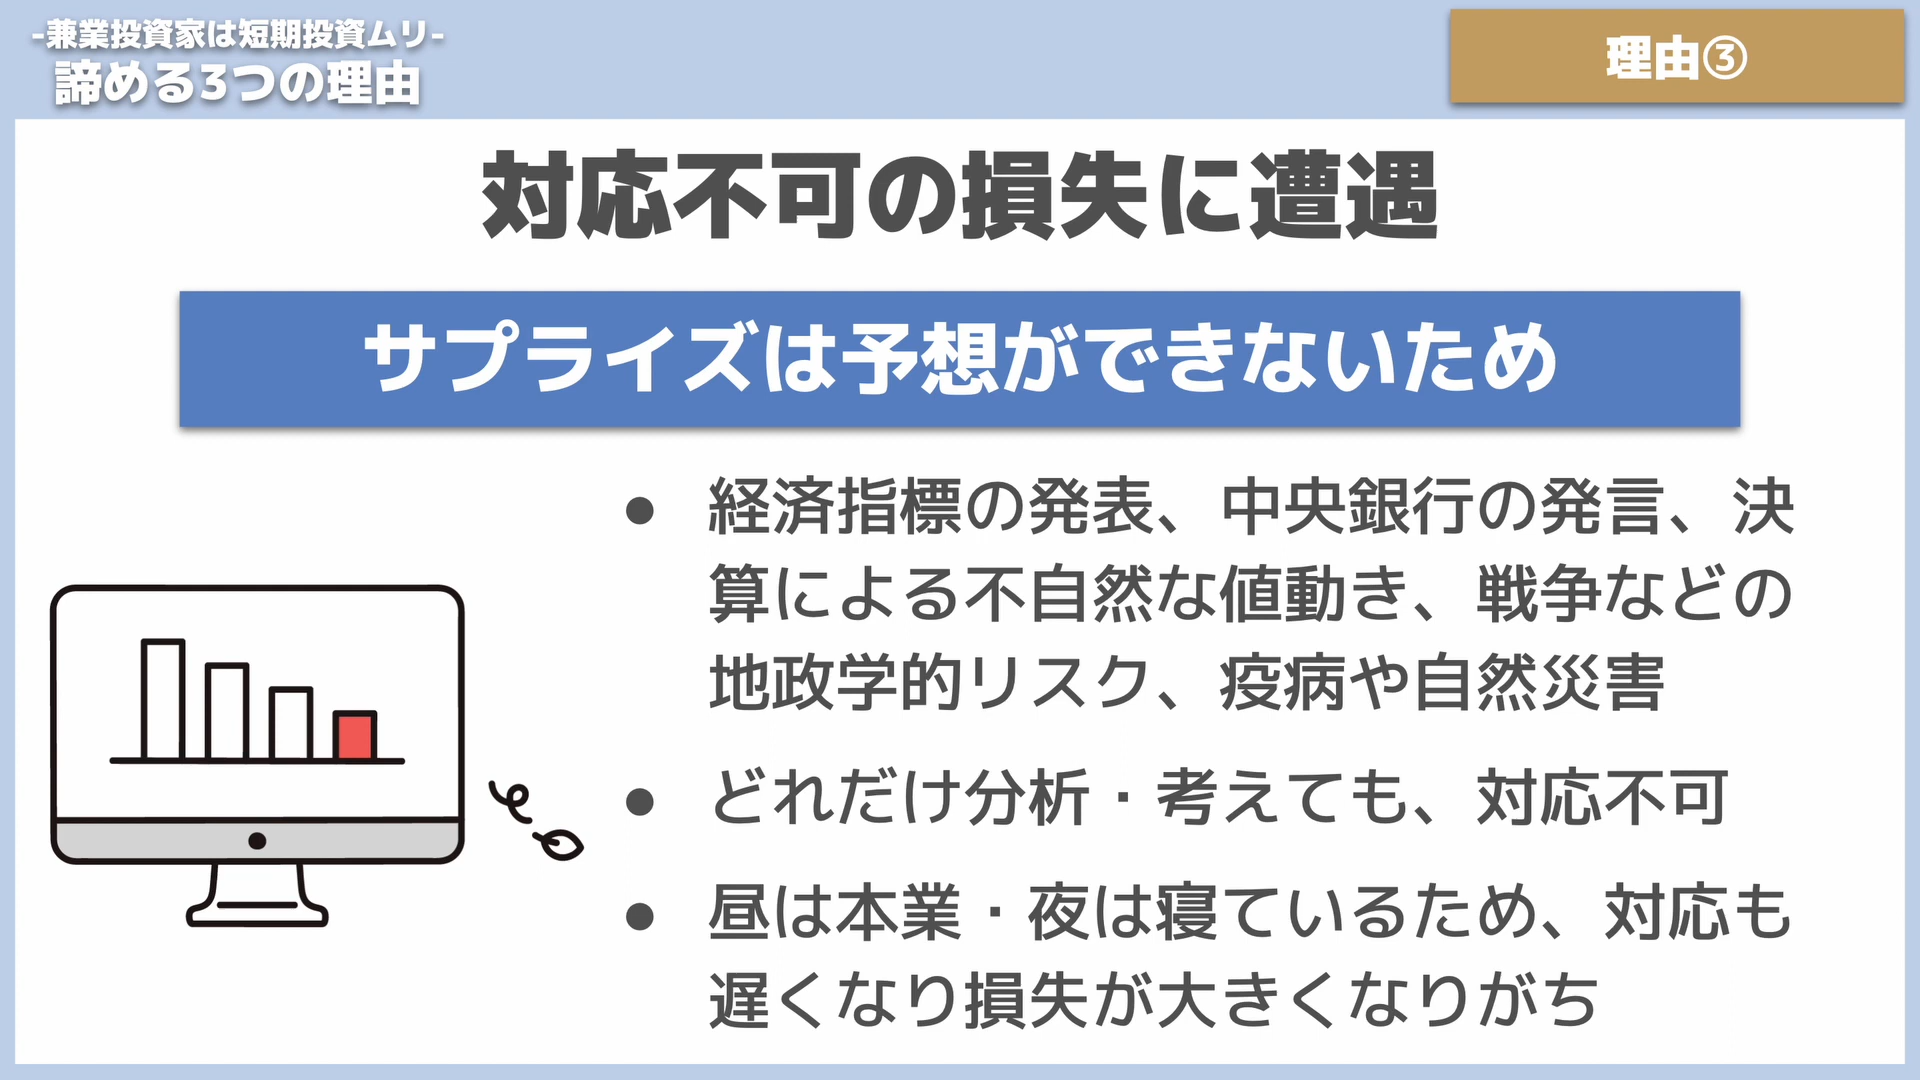 -兼業投資家は短期投資ムリ-
諦める3つの理由
理由③
対応不可の損失に遭遇
サプライズは予想ができないため
● 経済指標の発表、中央銀行の発言、決
算による不自然な値動き、戦争などの
地政学的リスク、疫病や自然災害
● どれだけ分析・考えても、対応不可
● 昼は本業・夜は寝ているため、対応も
遅くなり損失が大きくなりがち